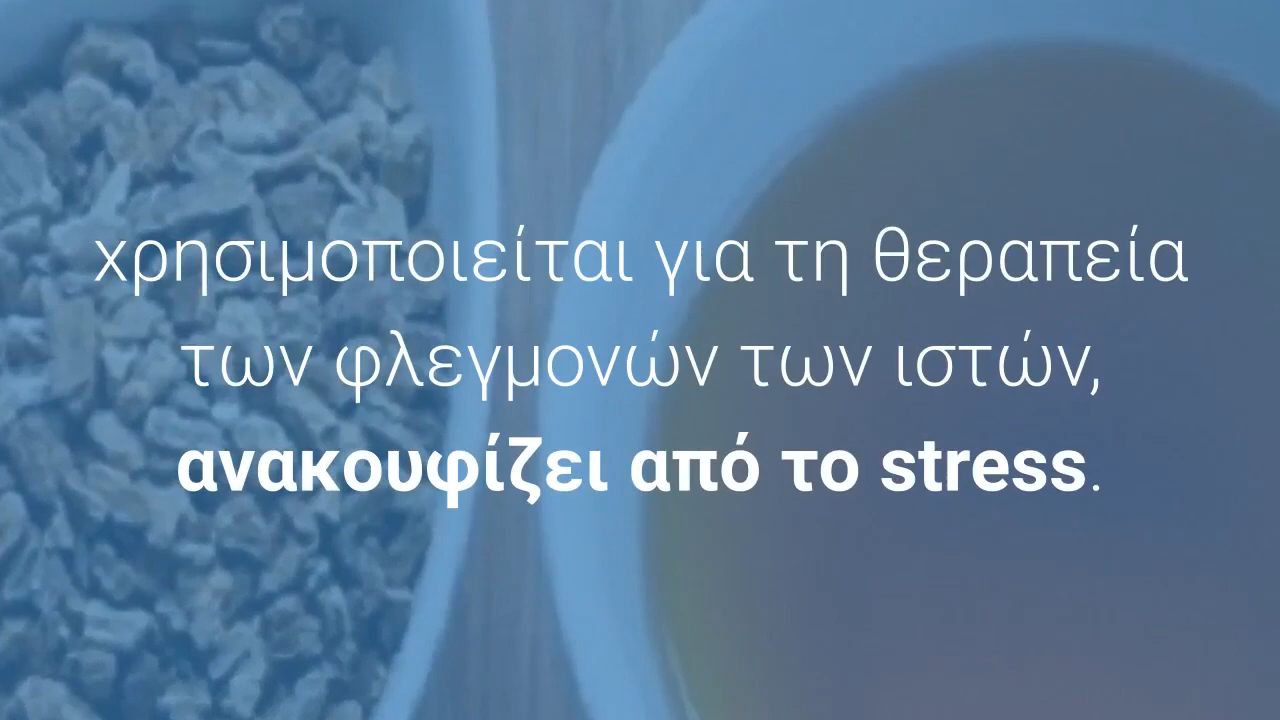 χρησιμοποιείται για τη θεραπεία
των φλεγμονών των ιστών,
ανακουφίζει από το stress.